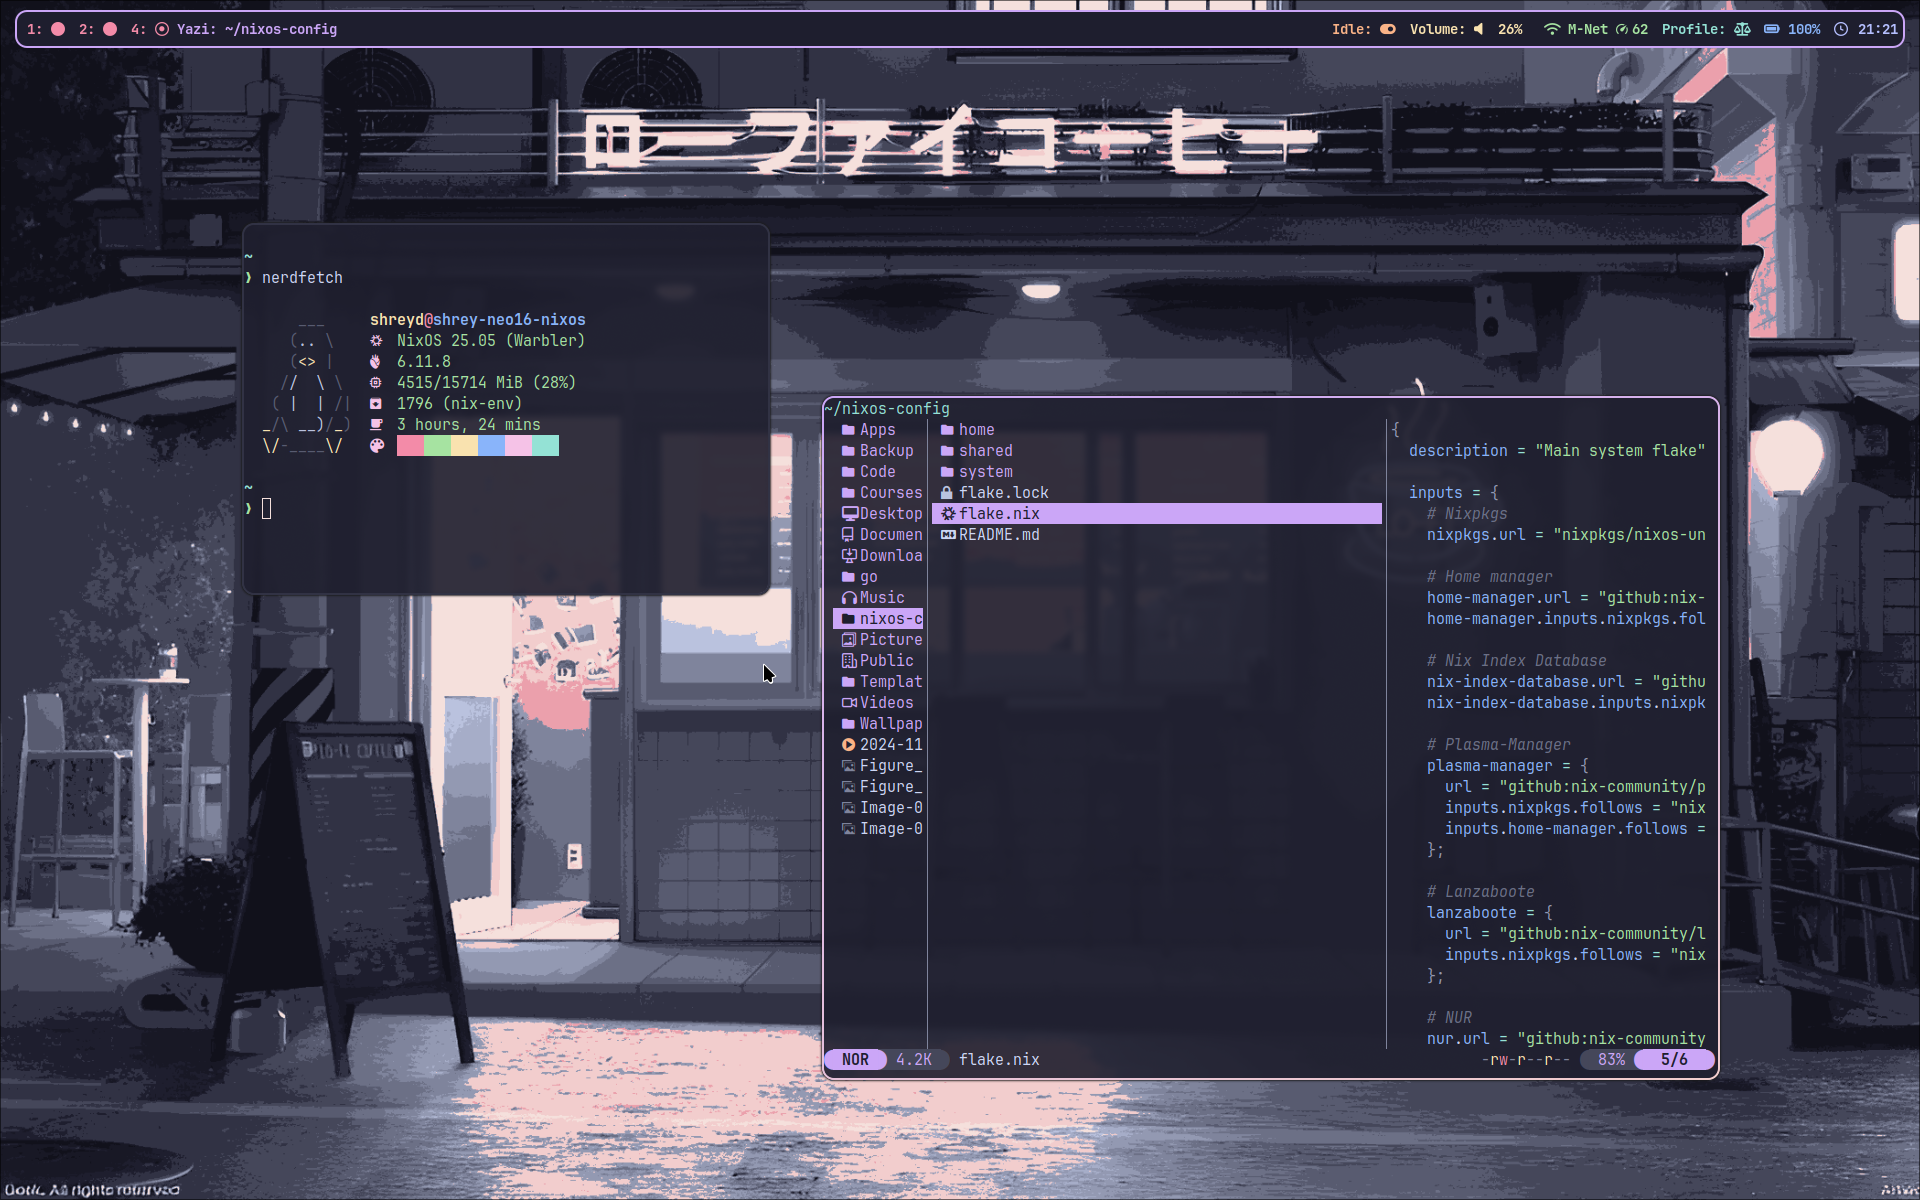 1: 2: 4: Yazi: ~/nixos-config
Idle: Volume: 26% M-Net 62 Profile: 100% 21:21
ローファイコーヒー
~
❯ nerdfetch
shreyd@shrey-neo16-nixos
NixOS 25.05 (Warbler)
6.11.8
4515/15714 MiB (28%)
1796 (nix-env)
3 hours, 24 mins
~
❯
~/nixos-config
Apps
Backup
Code
Courses
Desktop
Documen
Downloa
go
Music
nixos-c
Picture
Public
Templat
Videos
Wallpap
2024-11
Figure_
Figure_
Image-0
Image-0
home
shared
system
flake.lock
flake.nix
README.md
{
description = "Main system flake"
inputs = {
# Nixpkgs
nixpkgs.url = "nixpkgs/nixos-un
# Home manager
home-manager.url = "github:nix-
home-manager.inputs.nixpkgs.fol
# Nix Index Database
nix-index-database.url = "githu
nix-index-database.inputs.nixpk
# Plasma-Manager
plasma-manager = {
url = "github:nix-community/p
inputs.nixpkgs.follows = "nix
inputs.home-manager.follows =
};
# Lanzaboote
lanzaboote = {
url = "github:nix-community/l
inputs.nixpkgs.follows = "nix
};
# NUR
nur.url = "github:nix-community
NOR 4.2K flake.nix -rw-r--r-- 83% 5/6
All rights reserved